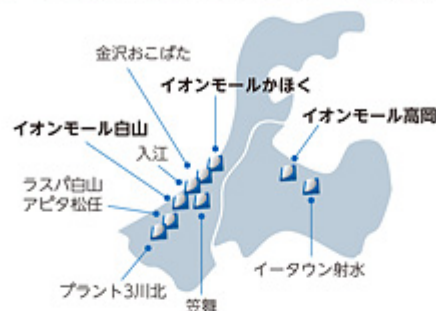 金沢おこばた
イオンモールかほく
イオンモール白山
イオンモール高岡
入江
ラスパ白山
アピタ松任
イータウン射水
プラント3川北
笠舞